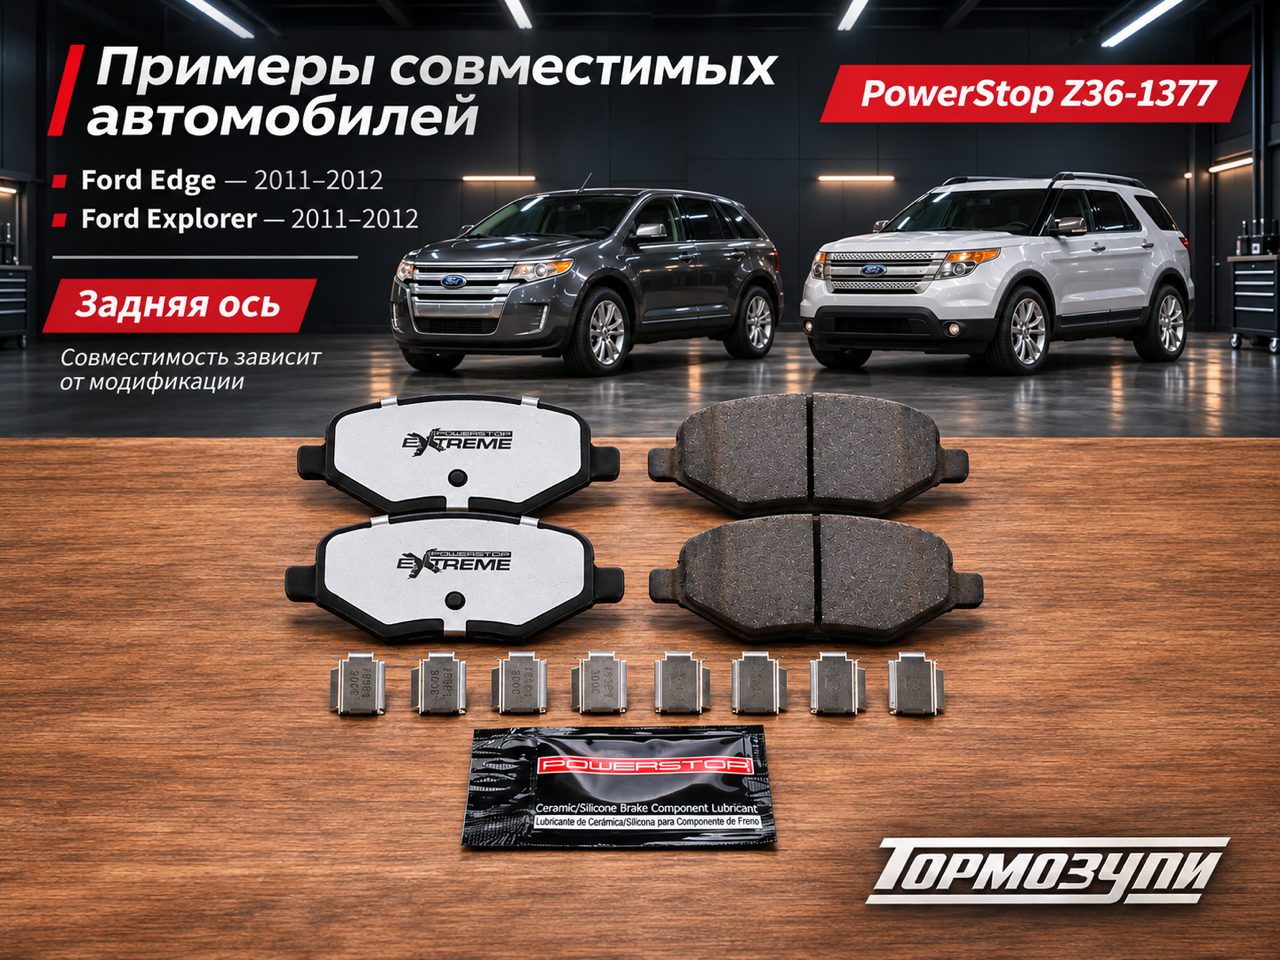 Примеры совместимых
автомобилей
PowerStop Z36-1377
Ford Edge — 2011–2012
Ford Explorer — 2011–2012
Задняя ось
Совместимость зависит
от модификации
Ford
Ford
POWERSTOP
EXTREME
POWERSTOP
EXTREME
POWERSTOP
Ceramic/Silicone Brake Component Lubricant
Lubricante de Cerámica/Silicona para Componente de Freno
ТОРМОЗУПИ